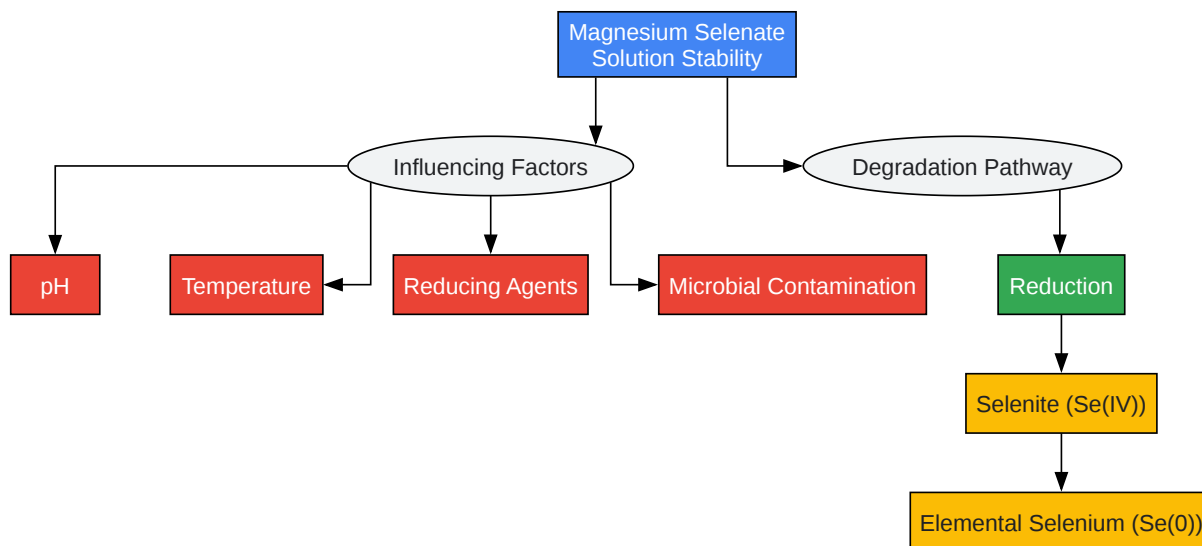 Magnesium Selenate
Solution Stability
Influencing Factors
Degradation Pathway
pH
Temperature
Reducing Agents
Microbial Contamination
Reduction
Selenite (Se(IV))
Elemental Selenium (Se(0))